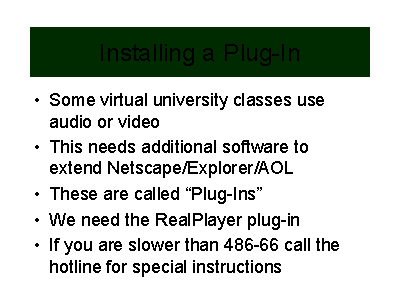 Installing a Plug-In
• Some virtual university classes use
audio or video
• This needs additional software to
extend Netscape/Explorer/AOL
• These are called “Plug-Ins”
• We need the RealPlayer plug-in
• If you are slower than 486-66 call the
hotline for special instructions